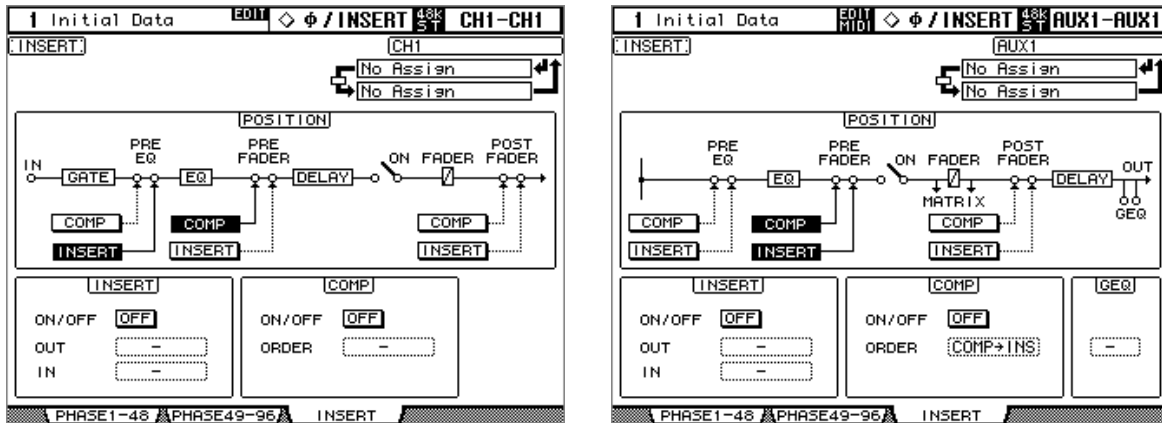 1 Initial Data EDIT ◇ φ/INSERT 48K ST CH1-CH1
INSERT CH1
No Assign
No Assign
POSITION
PRE EQ PRE FADER POST FADER
IN GATE EQ DELAY ON FADER
COMP COMP COMP
INSERT INSERT INSERT
INSERT COMP
ON/OFF OFF ON/OFF OFF
OUT - ORDER -
IN -
PHASE1-48 PHASE49-96 INSERT
1 Initial Data EDIT MIDI ◇ φ/INSERT 48K ST AUX1-AUX1
INSERT AUX1
No Assign
No Assign
POSITION
PRE EQ PRE FADER ON FADER POST FADER
EQ DELAY OUT
MATRIX GEQ
COMP COMP COMP
INSERT INSERT INSERT
INSERT COMP GEQ
ON/OFF OFF ON/OFF OFF
OUT - ORDER COMP→INS -
IN -
PHASE1-48 PHASE49-96 INSERT